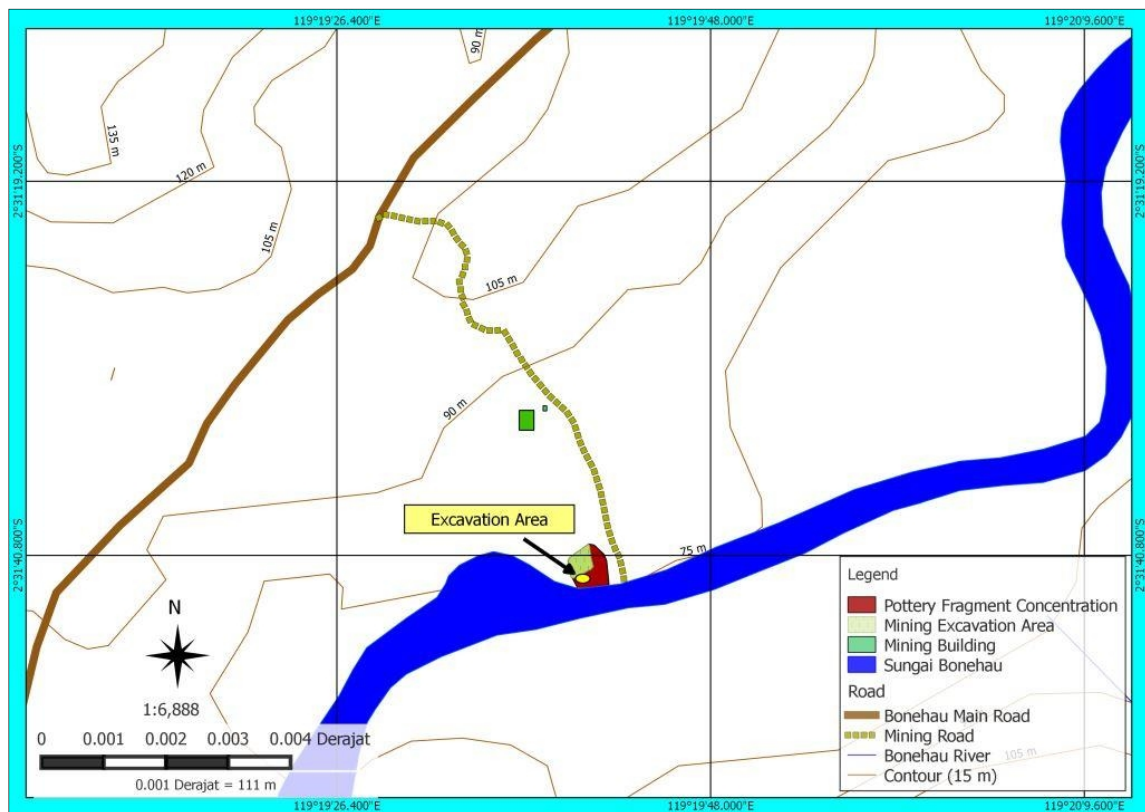 119°19'26.400"E
119°19'48.000"E
119°20'9.600"E
90 m
135 m
120 m
2°31'19.200"S
2°31'19.200"S
105 m
105 m
90 m
Excavation Area
75 m
2°31'40.800"S
2°31'40.800"S
Legend
Pottery Fragment Concentration
Mining Excavation Area
Mining Building
Sungai Bonehau
Road
Bonehau Main Road
Mining Road
Bonehau River
Contour (15 m)
105 m
N
1:6,888
0 0.001 0.002 0.003 0.004 Derajat
0.001 Derajat = 111 m
119°19'26.400"E
119°19'48.000"E
119°20'9.600"E